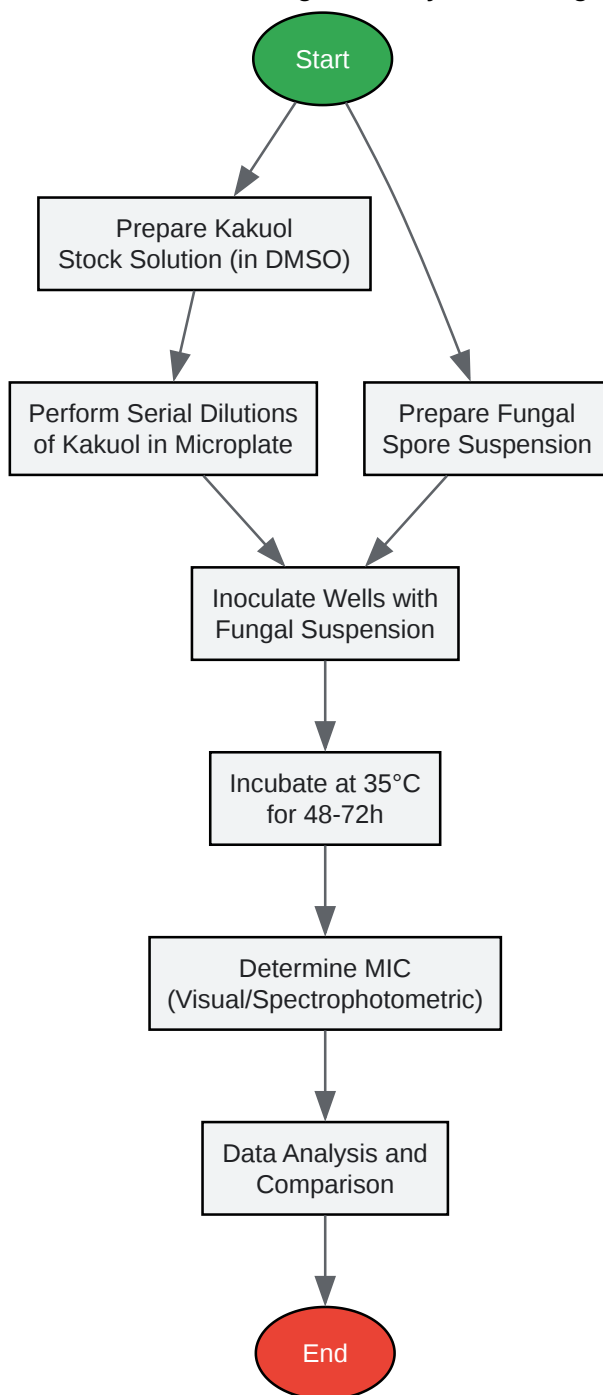 Start
Prepare Kakuol
Stock Solution (in DMSO)
Perform Serial Dilutions
of Kakuol in Microplate
Prepare Fungal
Spore Suspension
Inoculate Wells with
Fungal Suspension
Incubate at 35°C
for 48-72h
Determine MIC
(Visual/Spectrophotometric)
Data Analysis and
Comparison
End